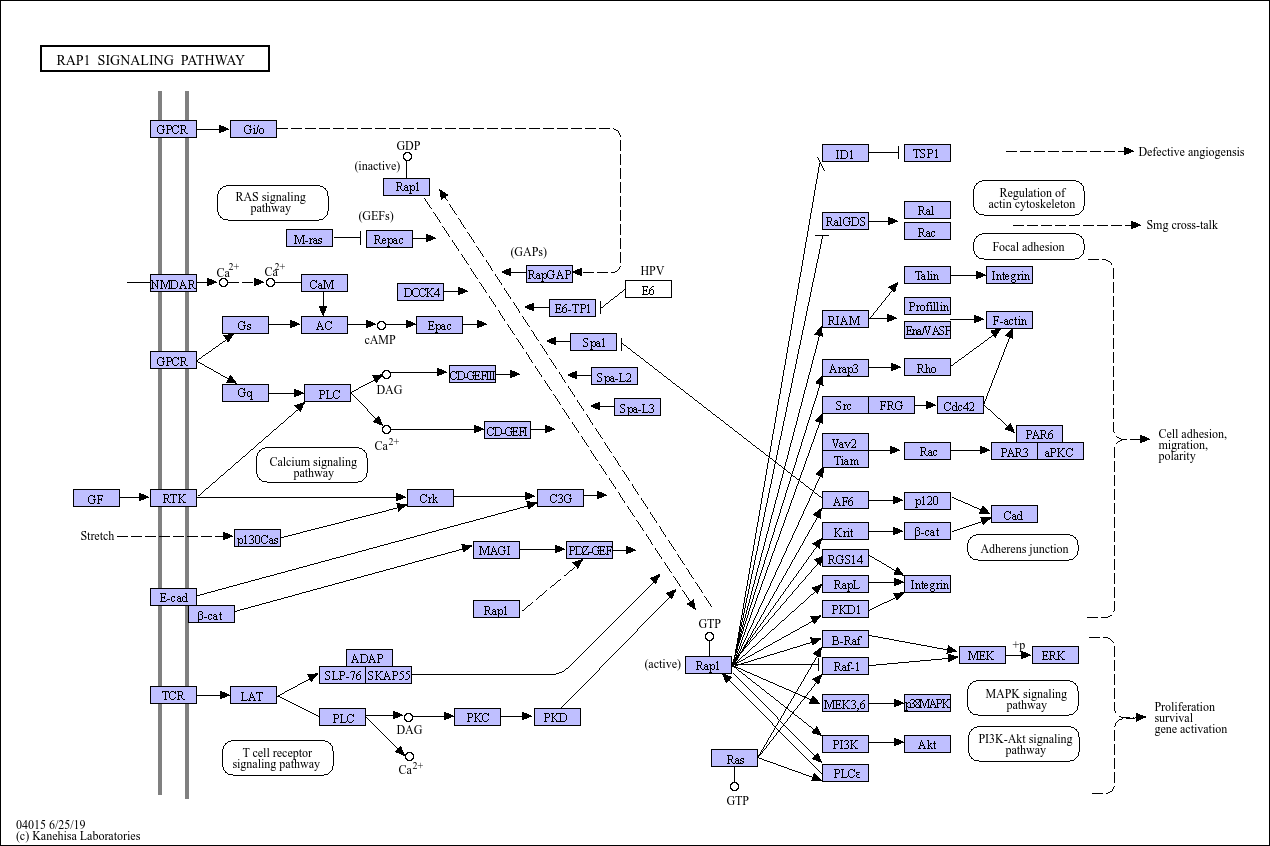 RAP1 SIGNALING PATHWAY
GPCR
Gi/o
GDP
(inactive)
Rap1
RAS signaling
pathway
(GEFs)
M-ras
Repac
(GAPs)
RapGAP
HPV
E6
E6-TP1
NMDAR
Ca2+
Ca2+
CaM
DOCK4
Gs
AC
cAMP
Epac
Spa1
GPCR
Gq
PLC
DAG
CD-GEFIII
Spa-L2
Spa-L3
Ca2+
CD-GEFI
Calcium signaling
pathway
GF
RTK
Crk
C3G
Stretch
p130Cas
MAGI
PDZ-GEF
E-cad
β-cat
Rap1
GTP
(active)
Rap1
ADAP
SLP-76
SKAP55
TCR
LAT
PLC
DAG
PKC
PKD
Ca2+
T cell receptor
signaling pathway
Ras
GTP
ID1
TSP1
Defective angiogensis
Regulation of
actin cytoskeleton
RalGDS
Ral
Rac
Smg cross-talk
Focal adhesion
Talin
Integrin
RIAM
Profillin
Ena/VASP
F-actin
Arap3
Rho
Src
FRG
Cdc42
Vav2
Tiam
Rac
PAR6
PAR3
aPKC
Cell adhesion,
migration,
polarity
AF6
p120
Cad
Krit
β-cat
Adherens junction
RGS14
RapL
Integrin
PKD1
B-Raf
Raf-1
MEK
+p
ERK
MEK3,6
p38MAPK
MAPK signaling
pathway
PI3K
Akt
PI3K-Akt signaling
pathway
PLCε
Proliferation
survival
gene activation
04015 6/25/19
(c) Kanehisa Laboratories